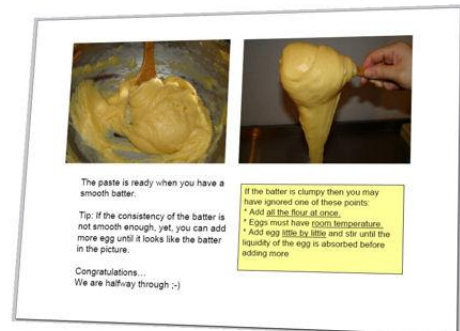 The paste is ready when you have a
smooth batter.
Tip: If the consistency of the batter is
not smooth enough, yet, you can add
more egg until it looks like the batter
in the picture.
Congratulations…
We are halfway through ;-)
If the batter is clumpy then you may
have ignored one of these points:
* Add all the flour at once.
* Eggs must have room temperature.
* Add egg little by little and stir until the
liquidity of the egg is absorbed before
adding more